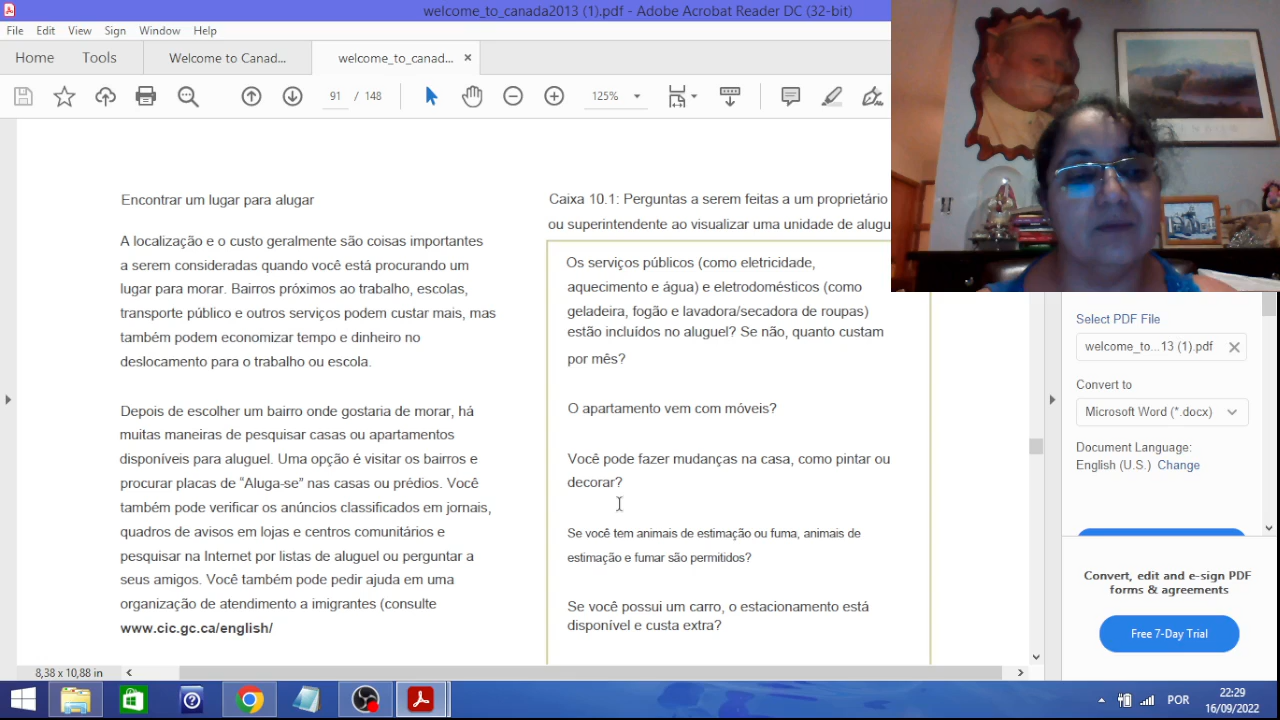 welcome_to_canada2013 (1).pdf - Adobe Acrobat Reader DC (32-bit)
File Edit View Sign Window Help
Home Tools Welcome to Canad... welcome_to_canad... ×
91 / 148 125%
Encontrar um lugar para alugar
A localização e o custo geralmente são coisas importantes
a serem consideradas quando você está procurando um
lugar para morar. Bairros próximos ao trabalho, escolas,
transporte público e outros serviços podem custar mais, mas
também podem economizar tempo e dinheiro no
deslocamento para o trabalho ou escola.
Depois de escolher um bairro onde gostaria de morar, há
muitas maneiras de pesquisar casas ou apartamentos
disponíveis para aluguel. Uma opção é visitar os bairros e
procurar placas de “Aluga-se” nas casas ou prédios. Você
também pode verificar os anúncios classificados em jornais,
quadros de avisos em lojas e centros comunitários e
pesquisar na Internet por listas de aluguel ou perguntar a
seus amigos. Você também pode pedir ajuda em uma
organização de atendimento a imigrantes (consulte
www.cic.gc.ca/english/
Caixa 10.1: Perguntas a serem feitas a um proprietário
ou superintendente ao visualizar uma unidade de alugu
Os serviços públicos (como eletricidade,
aquecimento e água) e eletrodomésticos (como
geladeira, fogão e lavadora/secadora de roupas)
estão incluídos no aluguel? Se não, quanto custam
por mês?
O apartamento vem com móveis?
Você pode fazer mudanças na casa, como pintar ou
decorar?
Se você tem animais de estimação ou fuma, animais de
estimação e fumar são permitidos?
Se você possui um carro, o estacionamento está
disponível e custa extra?
Select PDF File
welcome_to...13 (1).pdf
Convert to
Microsoft Word (*.docx)
Document Language:
English (U.S.) Change
Convert, edit and e-sign PDF
forms & agreements
Free 7-Day Trial
8,38 x 10,88 in
POR
22:29
16/09/2022